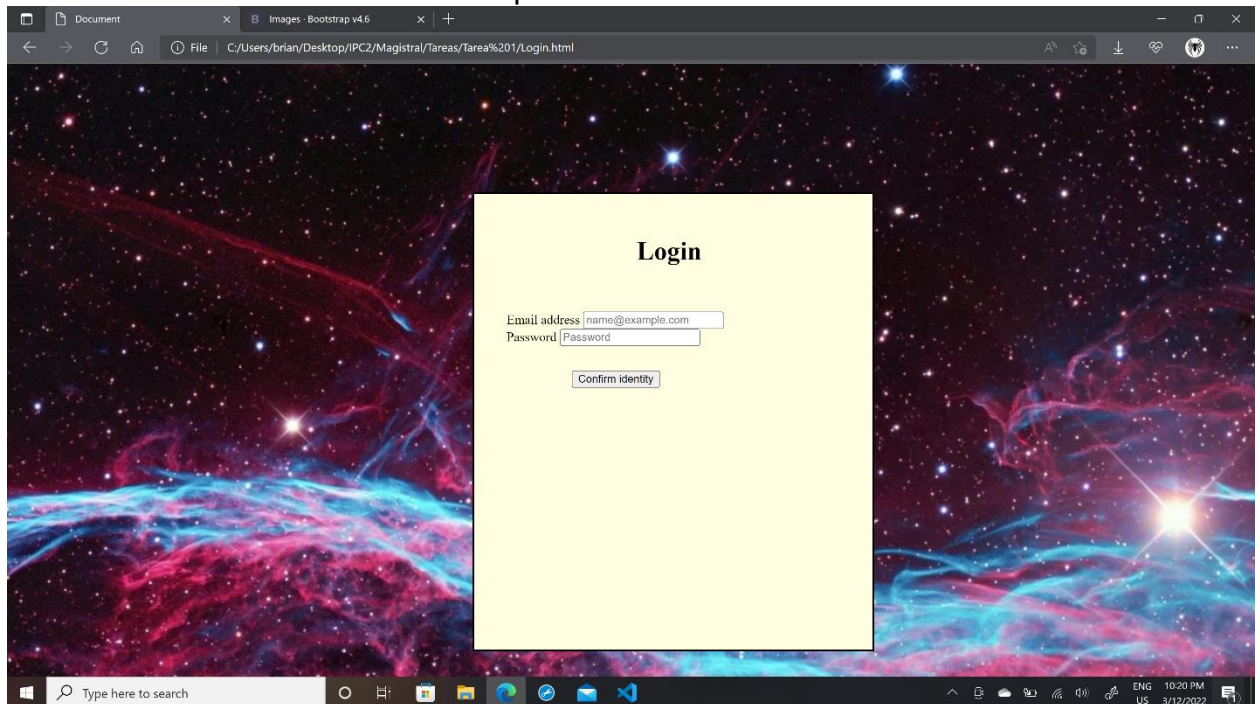 Document
B Images · Bootstrap v4.6
File C:/Users/brian/Desktop/IPC2/Magistral/Tareas/Tarea%201/Login.html
Login
Email address name@example.com
Password Password
Confirm identity
Type here to search
ENG 10:20 PM
US 3/12/2022